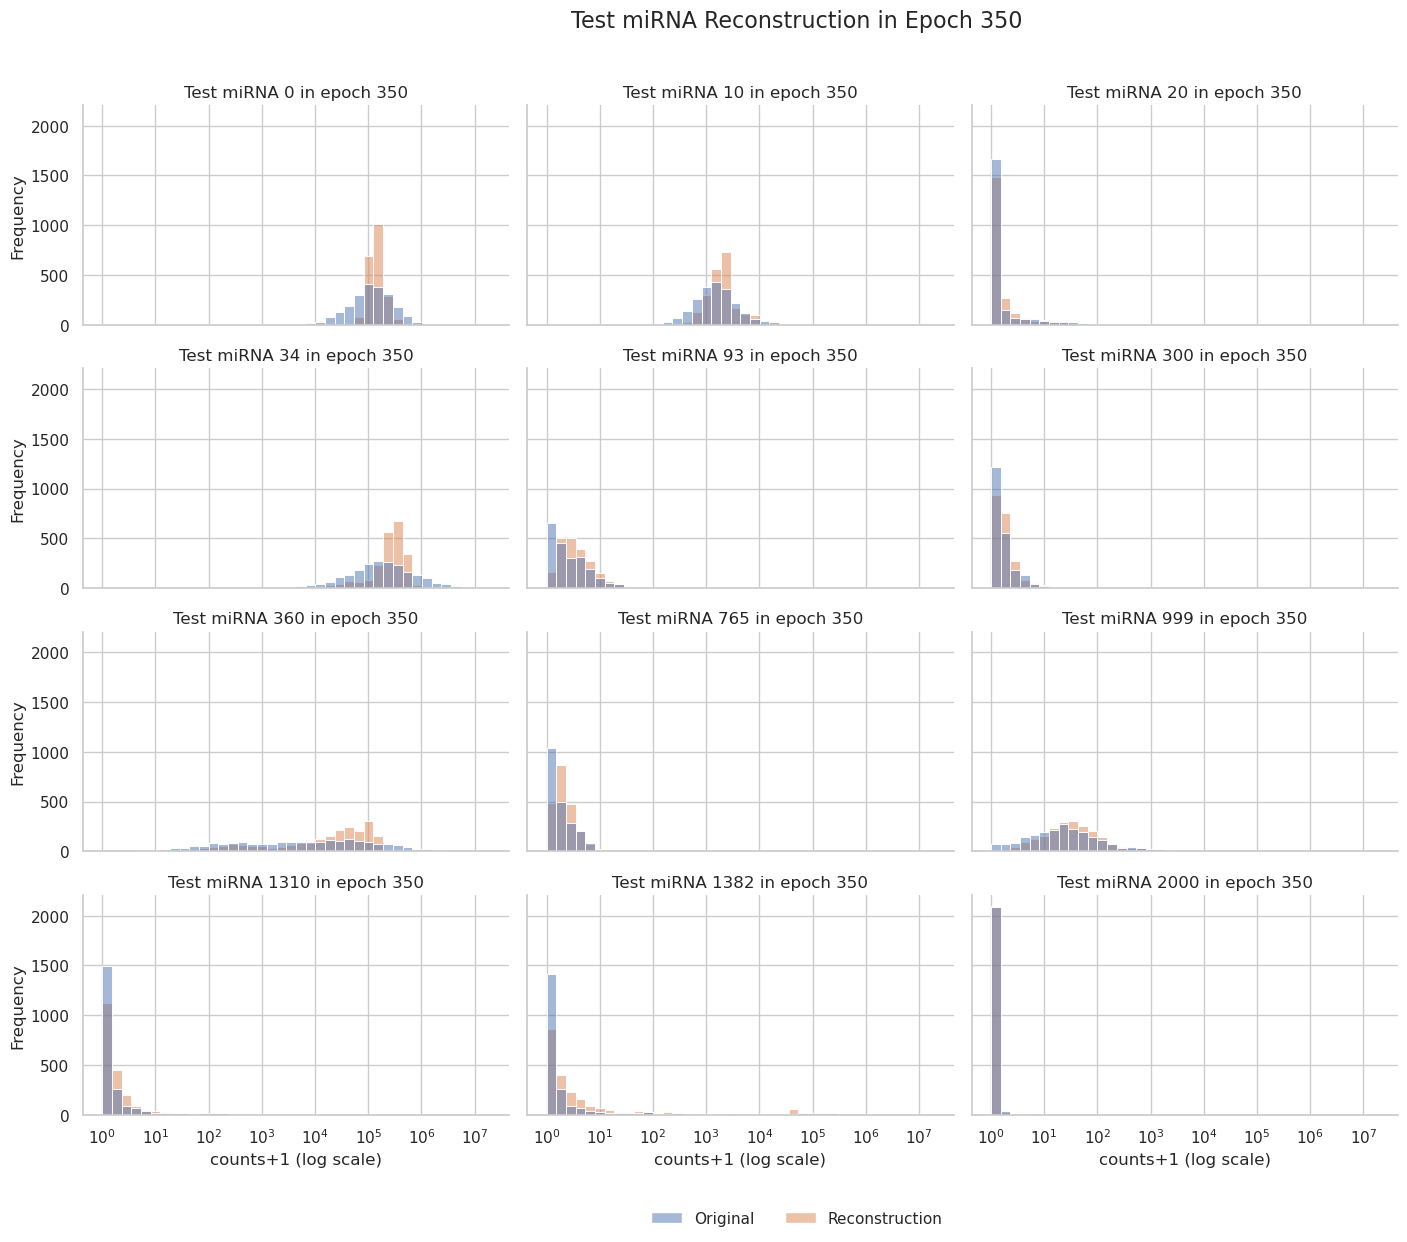 Test miRNA Reconstruction in Epoch 350
Test miRNA 0 in epoch 350
Test miRNA 10 in epoch 350
Test miRNA 20 in epoch 350
2000
1500
1000
500
0
Frequency
Test miRNA 34 in epoch 350
Test miRNA 93 in epoch 350
Test miRNA 300 in epoch 350
2000
1500
1000
500
0
Frequency
Test miRNA 360 in epoch 350
Test miRNA 765 in epoch 350
Test miRNA 999 in epoch 350
2000
1500
1000
500
0
Frequency
Test miRNA 1310 in epoch 350
Test miRNA 1382 in epoch 350
Test miRNA 2000 in epoch 350
2000
1500
1000
500
0
Frequency
10⁰ 10¹ 10² 10³ 10⁴ 10⁵ 10⁶ 10⁷
10⁰ 10¹ 10² 10³ 10⁴ 10⁵ 10⁶ 10⁷
10⁰ 10¹ 10² 10³ 10⁴ 10⁵ 10⁶ 10⁷
counts+1 (log scale)
counts+1 (log scale)
counts+1 (log scale)
Original
Reconstruction